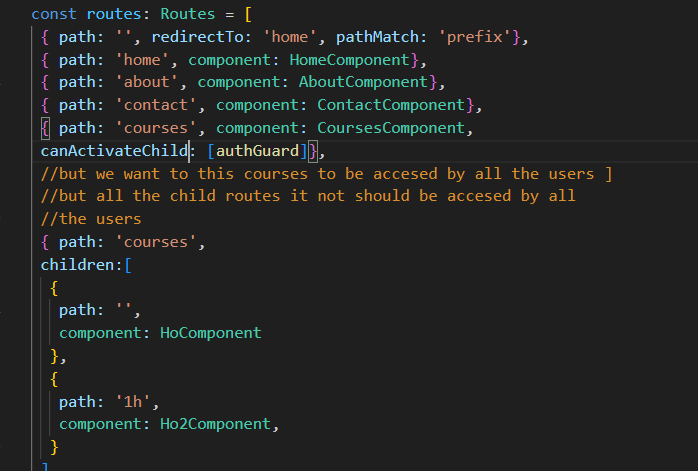 const routes: Routes = [
{ path: '', redirectTo: 'home', pathMatch: 'prefix'},
{ path: 'home', component: HomeComponent},
{ path: 'about', component: AboutComponent},
{ path: 'contact', component: ContactComponent},
{ path: 'courses', component: CoursesComponent,
canActivateChild: [authGuard]},
//but we want to this courses to be accesed by all the users ]
//but all the child routes it not should be accesed by all
//the users
{ path: 'courses',
children:[
{
path: '',
component: HoComponent
},
{
path: '1h',
component: Ho2Component,
}
]